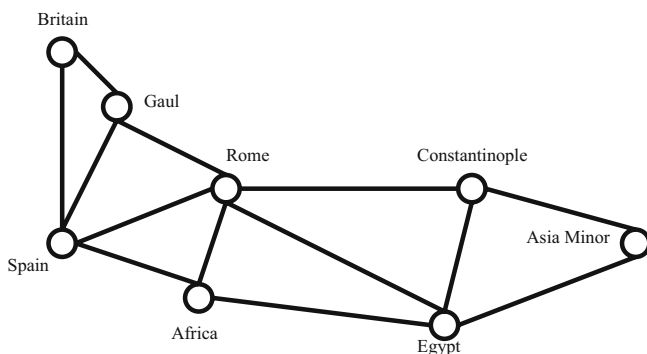 Britain
Gaul
Rome
Constantinople
Asia Minor
Spain
Africa
Egypt